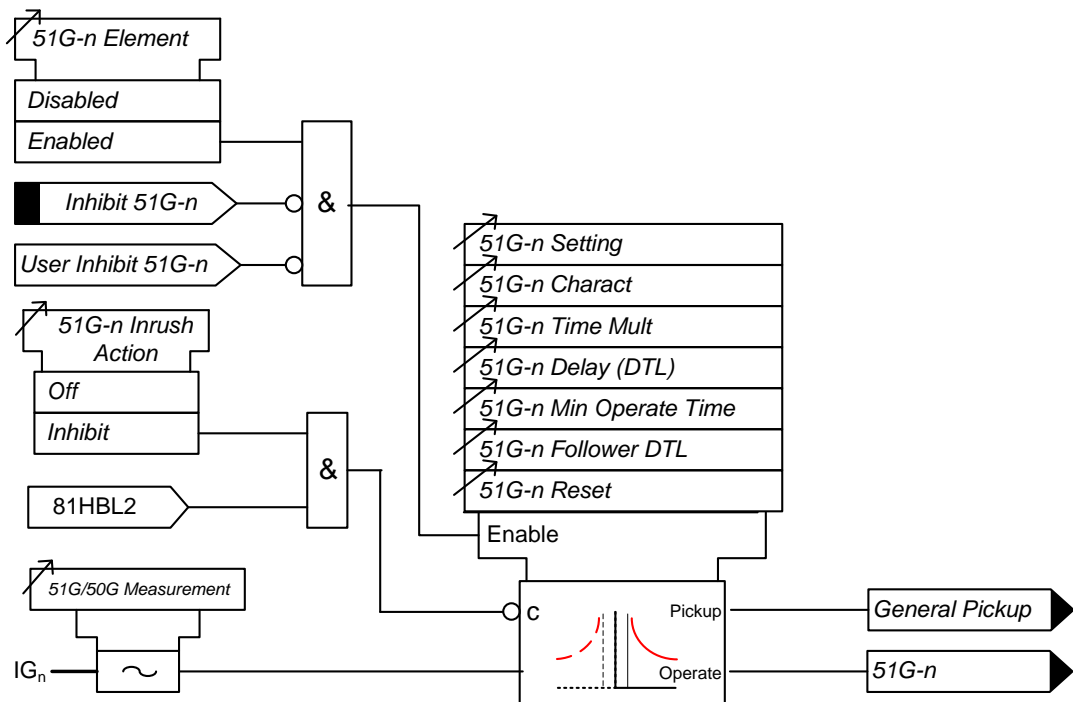 51G-n Element
Disabled
Enabled
Inhibit 51G-n
User Inhibit 51G-n
&
51G-n Inrush
Action
Off
Inhibit
81HBL2
&
51G-n Setting
51G-n Charact
51G-n Time Mult
51G-n Delay (DTL)
51G-n Min Operate Time
51G-n Follower DTL
51G-n Reset
Enable
51G/50G Measurement
IGn
c
Pickup
Operate
General Pickup
51G-n